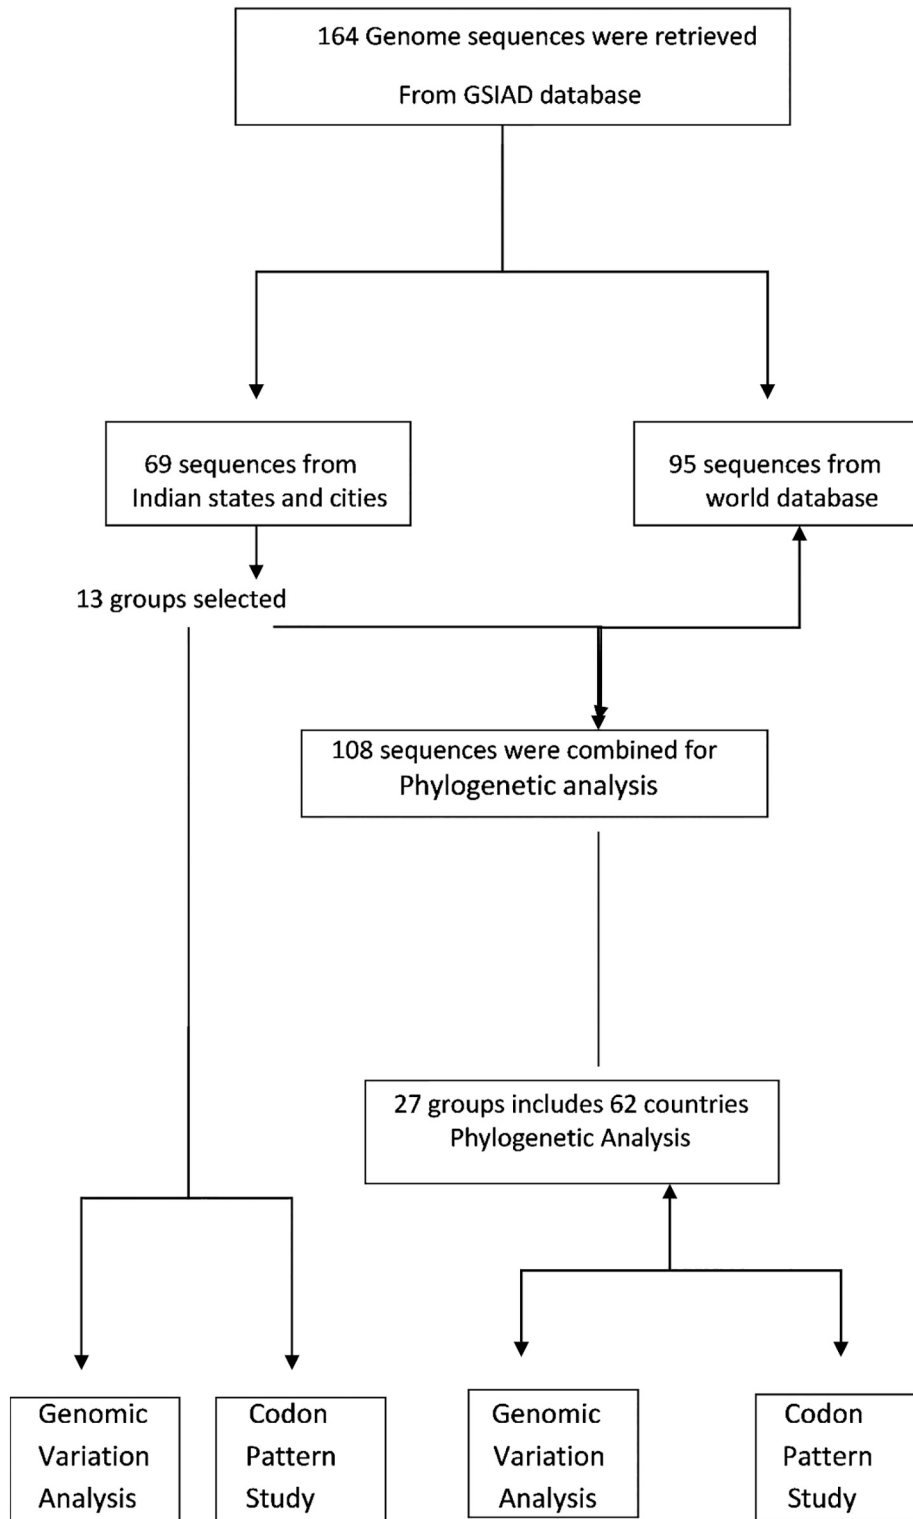 164 Genome sequences were retrieved
From GSIAD database
69 sequences from
Indian states and cities
95 sequences from
world database
13 groups selected
108 sequences were combined for
Phylogenetic analysis
27 groups includes 62 countries
Phylogenetic Analysis
Genomic
Variation
Analysis
Codon
Pattern
Study
Genomic
Variation
Analysis
Codon
Pattern
Study